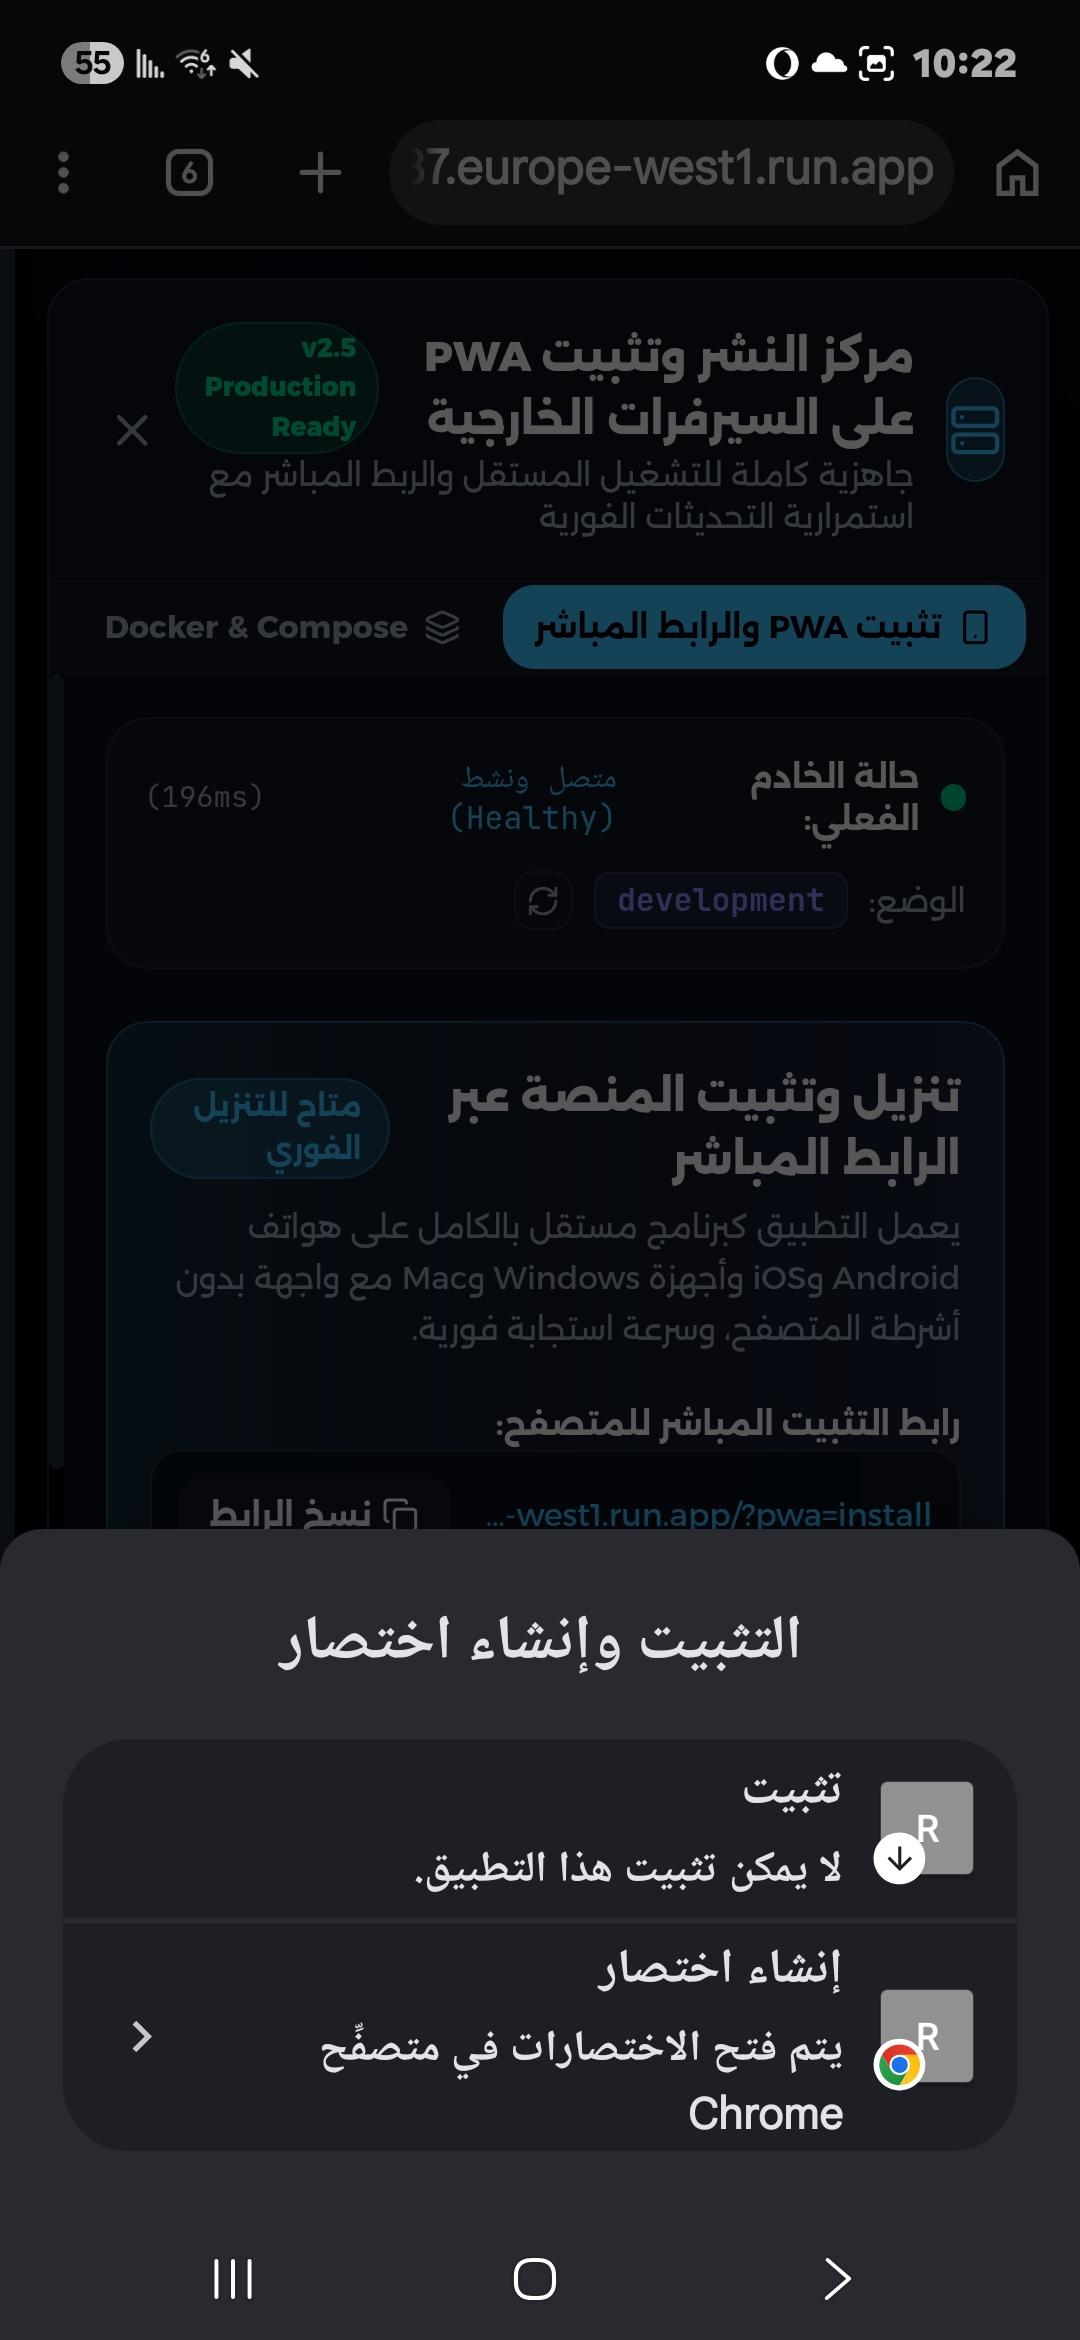 55
10:22
6
37.europe-west1.run.app
مركز النشر وتثبيت PWA
على السيرفرات الخارجية
v2.5
Production
Ready
جاهزية كاملة للتشغيل المستقل والربط المباشر مع
استمرارية التحديثات الفورية
تثبيت PWA والرابط المباشر
Docker & Compose
حالة الخادم
الفعلي:
متصل ونشط
(Healthy)
(196ms)
الوضع:
development
تنزيل وتثبيت المنصة عبر
الرابط المباشر
متاح للتنزيل
الفوري
يعمل التطبيق كبرنامج مستقل بالكامل على هواتف
Android وiOS وأجهزة Windows وMac مع واجهة بدون
أشرطة المتصفح، وسرعة استجابة فورية.
رابط التثبيت المباشر للمتصفح:
...-west1.run.app/?pwa=install
نسخ الرابط
التثبيت وإنشاء اختصار
R
تثبيت
لا يمكن تثبيت هذا التطبيق.
R
إنشاء اختصار
يتم فتح الاختصارات في متصفِّح
Chrome